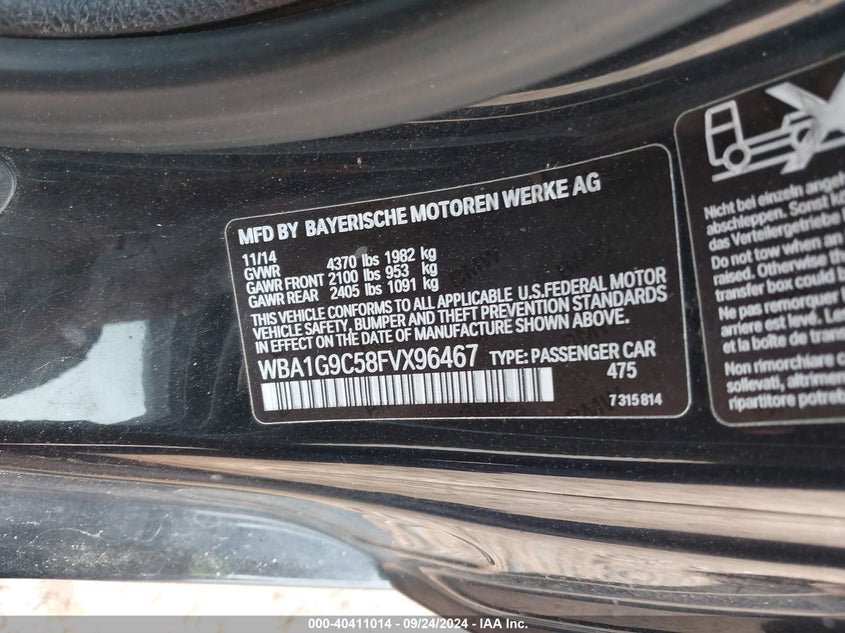 MFD BY BAYERISCHE MOTOREN WERKE AG
11/14
GVWR 4370 lbs 1982 kg
GAWR FRONT 2100 lbs 953 kg
GAWR REAR 2405 lbs 1091 kg
THIS VEHICLE CONFORMS TO ALL APPLICABLE U.S.FEDERAL MOTOR
VEHICLE SAFETY, BUMPER AND THEFT PREVENTION STANDARDS
IN EFFECT ON THE DATE OF MANUFACTURE SHOWN ABOVE.
WBA1G9C58FVX96467 TYPE: PASSENGER CAR
475
7315814
Nicht bei einzeln
abschleppen. Sonst
das Verteilergetriebe
Do not tow when an
raised. Otherwise
transfer box could b
Ne pas remorquer
arrière est levé.
et la boîte de
Non rimorchiare
sollevati,
ripartitore
000-40411014 - 09/24/2024 - IAA Inc.